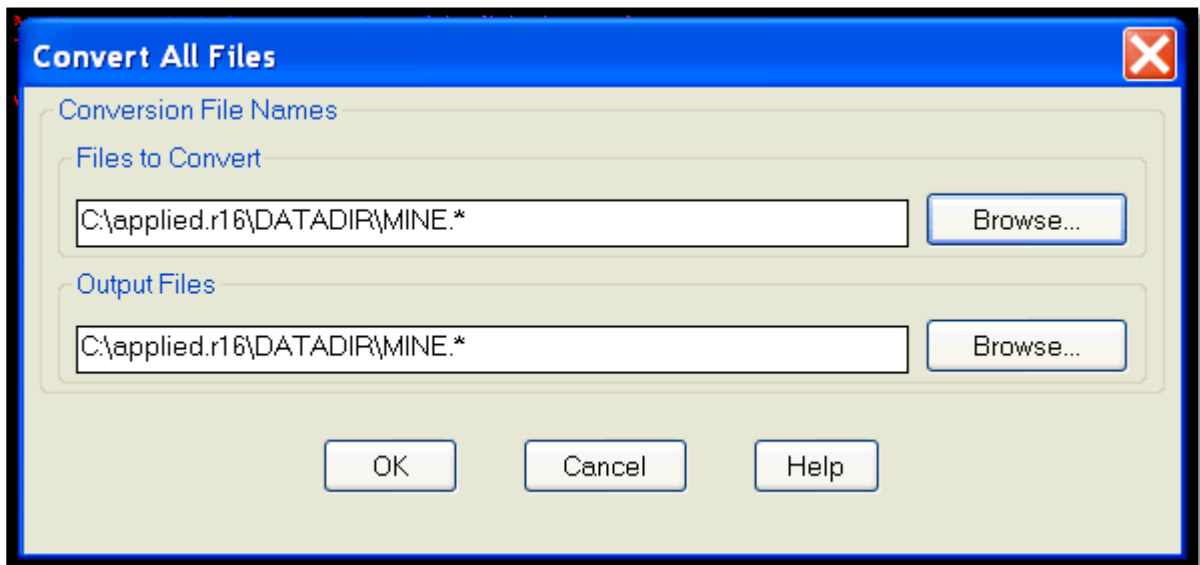 Convert All Files
Conversion File Names
Files to Convert
C:\applied.r16\DATADIR\MINE.*
Browse...
Output Files
C:\applied.r16\DATADIR\MINE.*
Browse...
OK
Cancel
Help